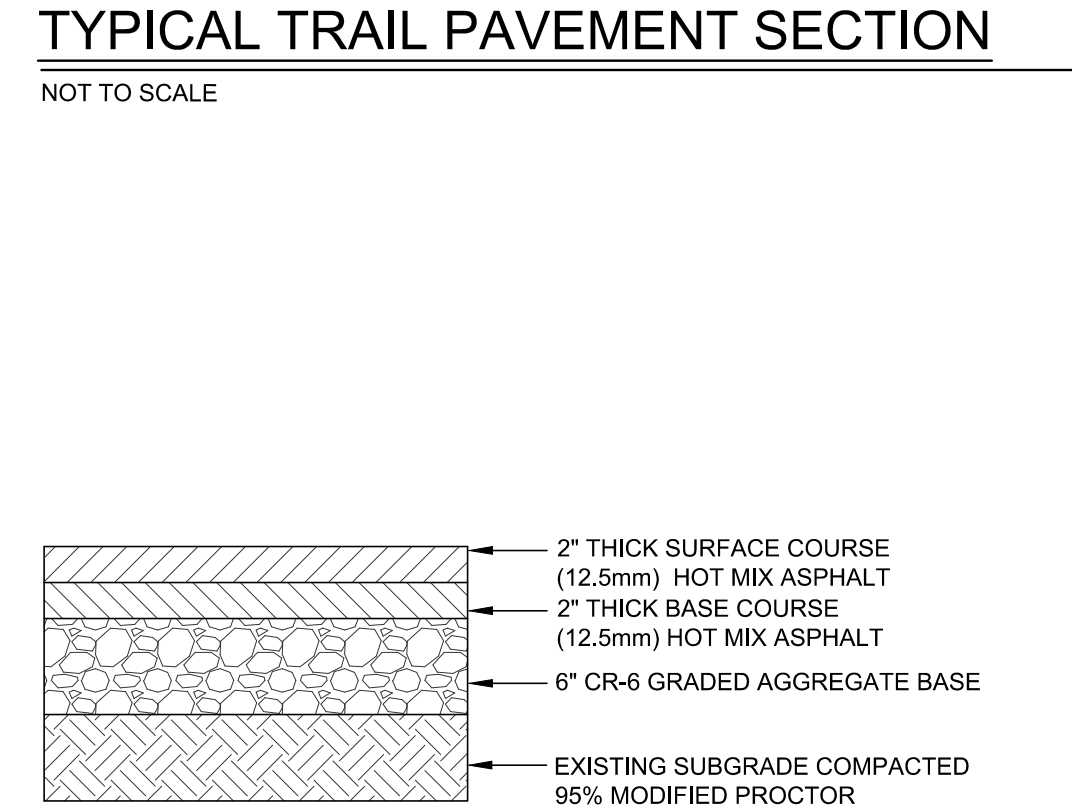 TYPICAL TRAIL PAVEMENT SECTION
NOT TO SCALE
2" THICK SURFACE COURSE
(12.5mm) HOT MIX ASPHALT
2" THICK BASE COURSE
(12.5mm) HOT MIX ASPHALT
6" CR-6 GRADED AGGREGATE BASE
EXISTING SUBGRADE COMPACTED
95% MODIFIED PROCTOR